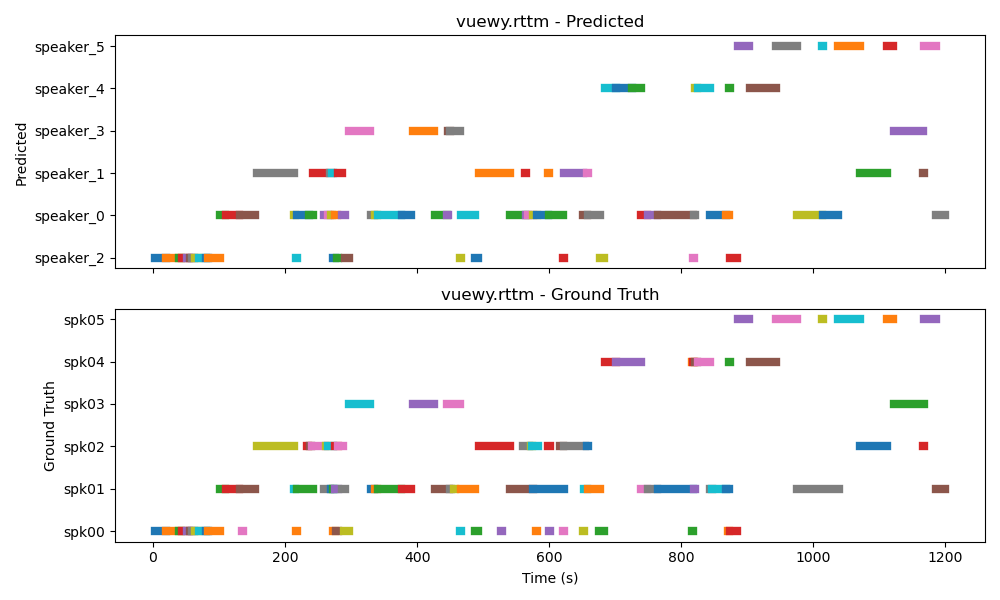 vuewy.rttm - Predicted
speaker_5
speaker_4
speaker_3
speaker_1
speaker_0
speaker_2
Predicted
vuewy.rttm - Ground Truth
spk05
spk04
spk03
spk02
spk01
spk00
Ground Truth
0 200 400 600 800 1000 1200
Time (s)